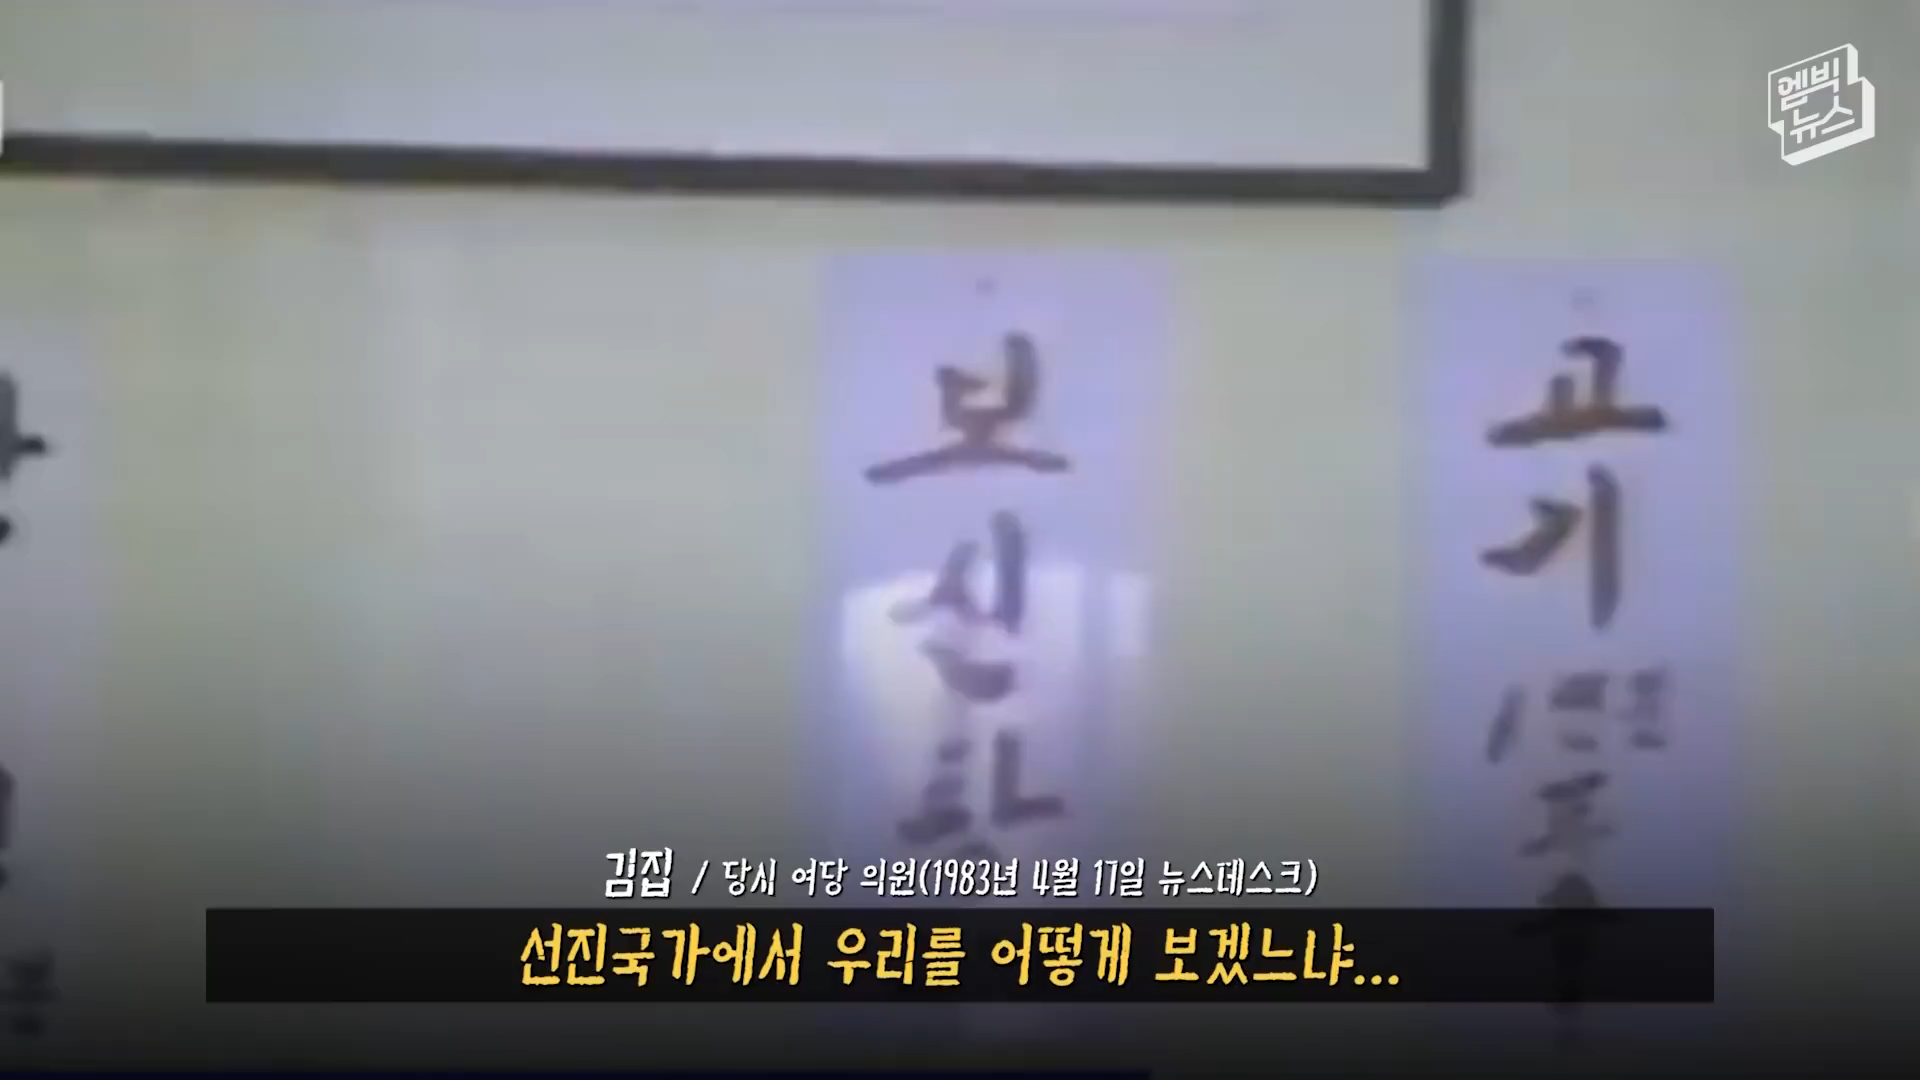 엠빅
뉴스
보신탕
고기
김집 / 당시 여당 의원(1983년 4월 17일 뉴스데스크)
선진국가에서 우리를 어떻게 보겠느냐...